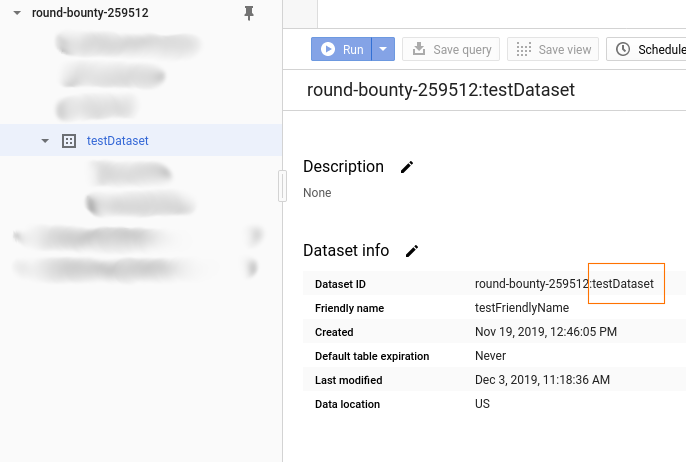 round-bounty-259512
testDataset
Run
Save query
Save view
Schedule
round-bounty-259512:testDataset
Description
None
Dataset info
Dataset ID round-bounty-259512:testDataset
Friendly name testFriendlyName
Created Nov 19, 2019, 12:46:05 PM
Default table expiration Never
Last modified Dec 3, 2019, 11:18:36 AM
Data location US